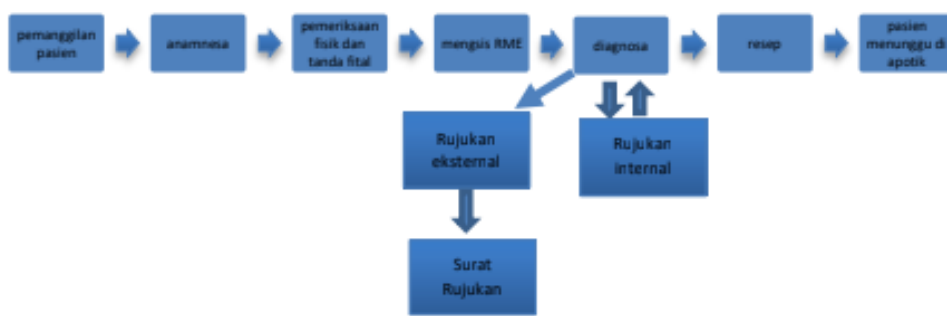 pemanggilan
pasien
anamnesa
pemeriksaan
fisik dan
tanda fital
mengsis RME
diagnosa
resep
pasien
menunggu di
apotik
Rujukan
eksternal
Rujukan
internal
Surat
Rujukan